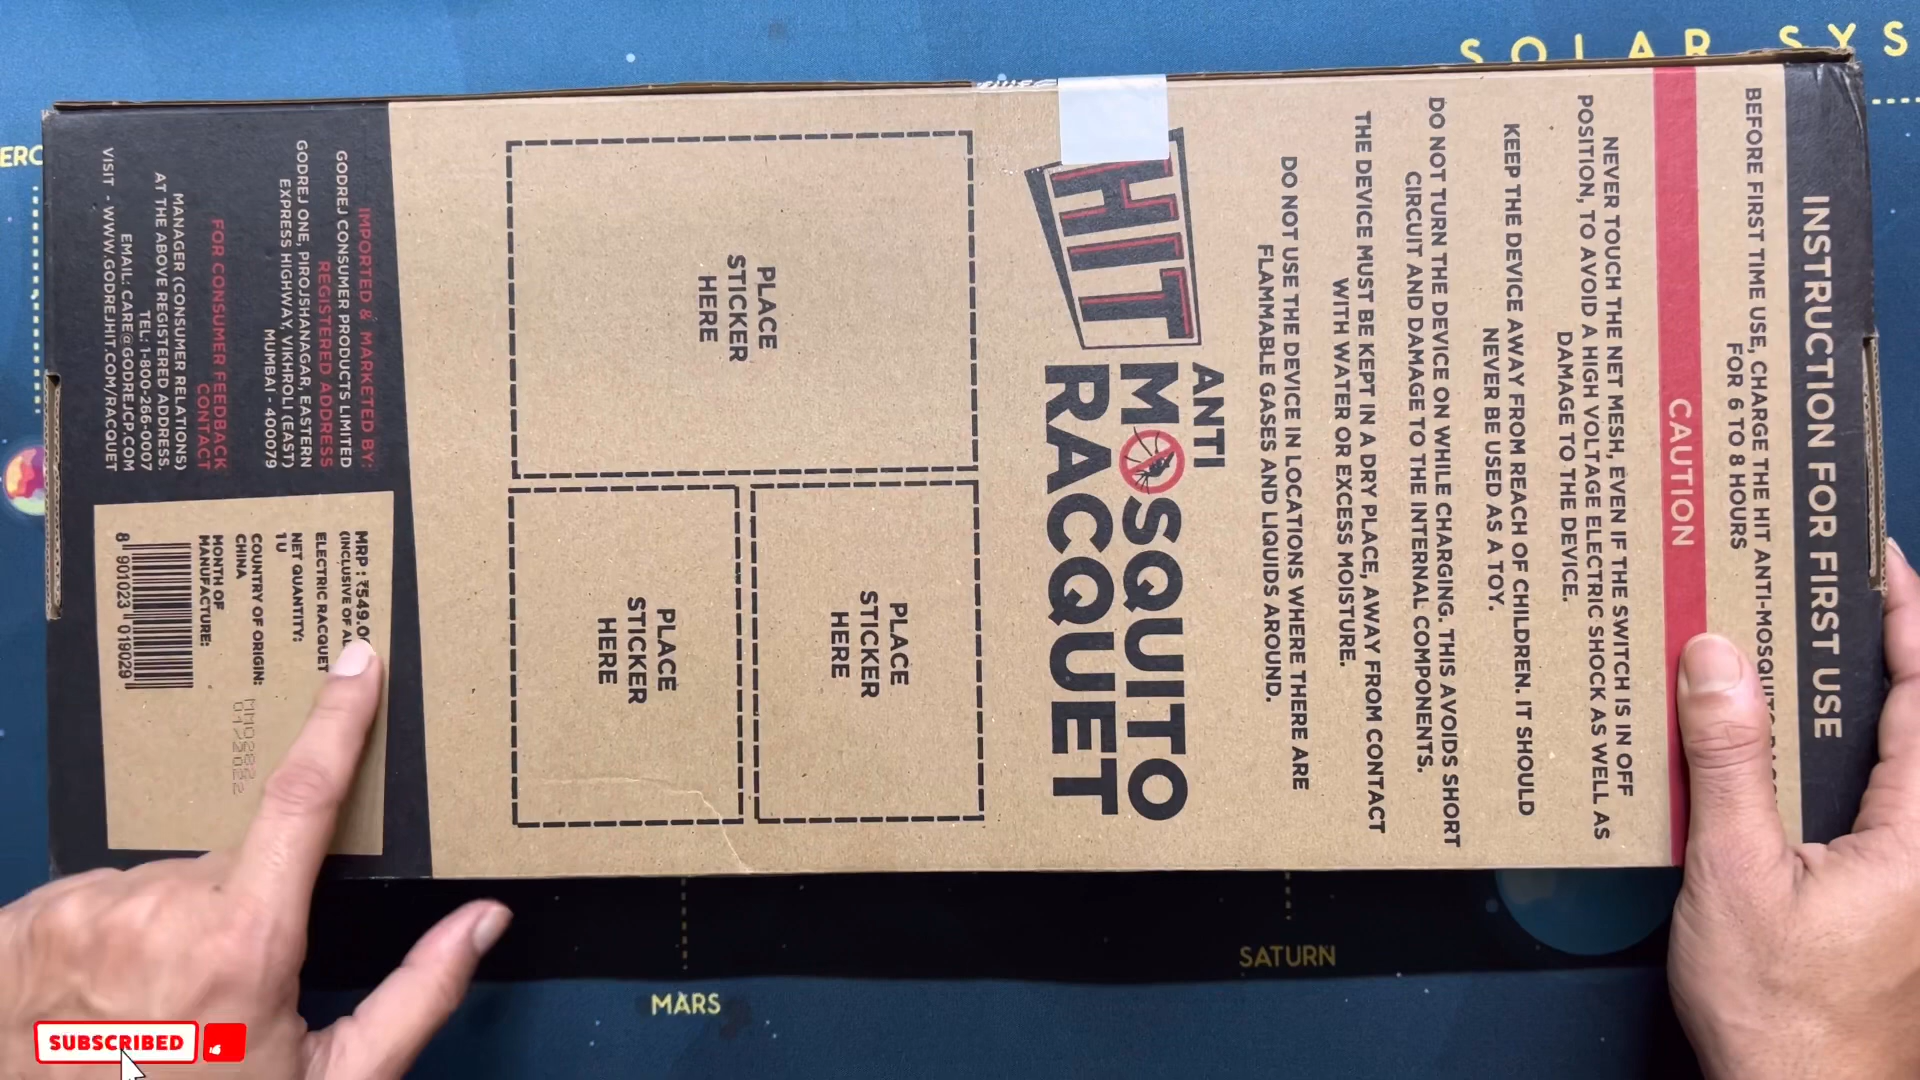 INSTRUCTION FOR FIRST USE
BEFORE FIRST TIME USE, CHARGE THE HIT ANTI-MOSQUITO
FOR 6 TO 8 HOURS
CAUTION
NEVER TOUCH THE NET MESH, EVEN IF THE SWITCH IS IN OFF
POSITION, TO AVOID A HIGH VOLTAGE ELECTRIC SHOCK AS WELL AS
DAMAGE TO THE DEVICE.
KEEP THE DEVICE AWAY FROM REACH OF CHILDREN. IT SHOULD
NEVER BE USED AS A TOY.
DO NOT TURN THE DEVICE ON WHILE CHARGING. THIS AVOIDS SHORT
CIRCUIT AND DAMAGE TO THE INTERNAL COMPONENTS.
THE DEVICE MUST BE KEPT IN A DRY PLACE, AWAY FROM CONTACT
WITH WATER OR EXCESS MOISTURE.
DO NOT USE THE DEVICE IN LOCATIONS WHERE THERE ARE
FLAMMABLE GASES AND LIQUIDS AROUND.
HIT
ANTI
MOSQUITO
RACQUET
PLACE
STICKER
HERE
PLACE
STICKER
HERE
PLACE
STICKER
HERE
IMPORTED & MARKETED BY:
GODREJ CONSUMER PRODUCTS LIMITED
REGISTERED ADDRESS
GODREJ ONE, PIROJSHANAGAR, EASTERN
EXPRESS HIGHWAY, VIKHROLI (EAST)
MUMBAI - 400079
FOR CONSUMER FEEDBACK
CONTACT
MANAGER (CONSUMER RELATIONS)
AT THE ABOVE REGISTERED ADDRESS.
TEL.: 1-800-266-0007
EMAIL: CARE@GODREJCP.COM
VISIT - WWW.GODREJHIT.COM/RACQUET
MRP : ₹549.0
(INCLUSIVE OF
ELECTRIC RACQUET
NET QUANTITY:
1U
COUNTRY OF ORIGIN:
CHINA
MONTH OF
MANUFACTURE:
01/2022
8 901023 019029
SOLAR SYS
MARS
SATURN
SUBSCRIBED